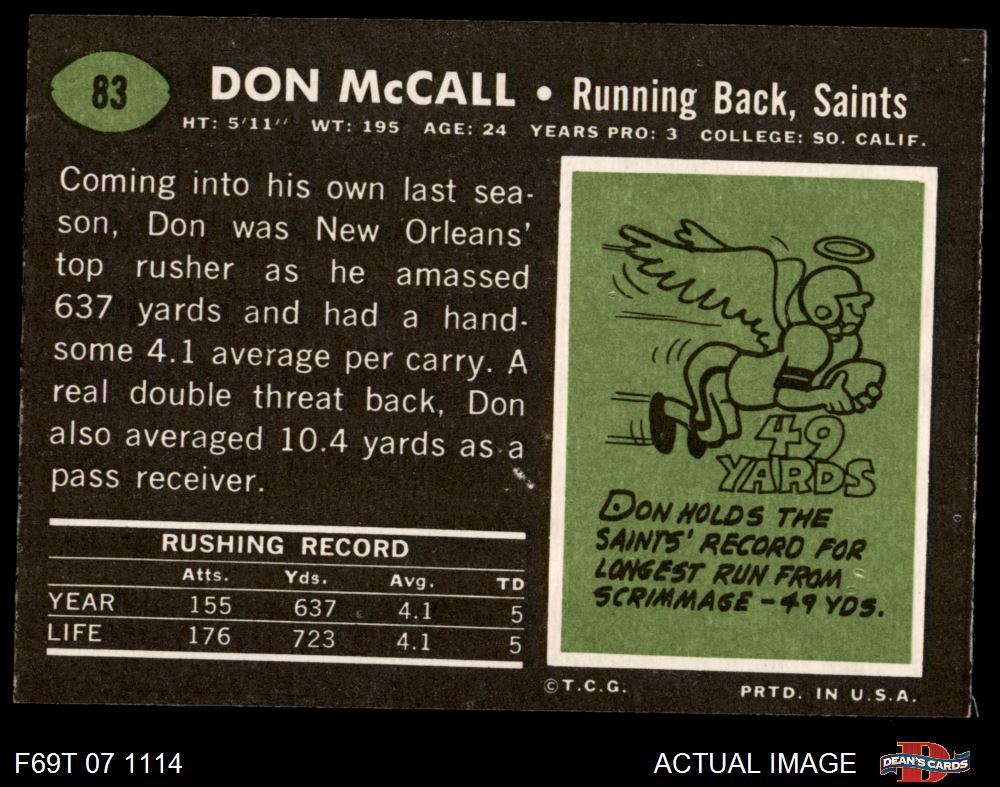 83
DON McCALL • Running Back, Saints
HT: 5'11" WT: 195 AGE: 24 YEARS PRO: 3 COLLEGE: SO. CALIF.
Coming into his own last sea-
son, Don was New Orleans'
top rusher as he amassed
637 yards and had a hand-
some 4.1 average per carry. A
real double threat back, Don
also averaged 10.4 yards as a
pass receiver.
RUSHING RECORD
Atts. Yds. Avg. TD
YEAR 155 637 4.1 5
LIFE 176 723 4.1 5
49
YARDS
DON HOLDS THE
SAINTS' RECORD FOR
LONGEST RUN FROM
SCRIMMAGE - 49 YDS.
© T.C.G. PRTD. IN U.S.A.
F69T 07 1114 ACTUAL IMAGE DEAN'S CARDS